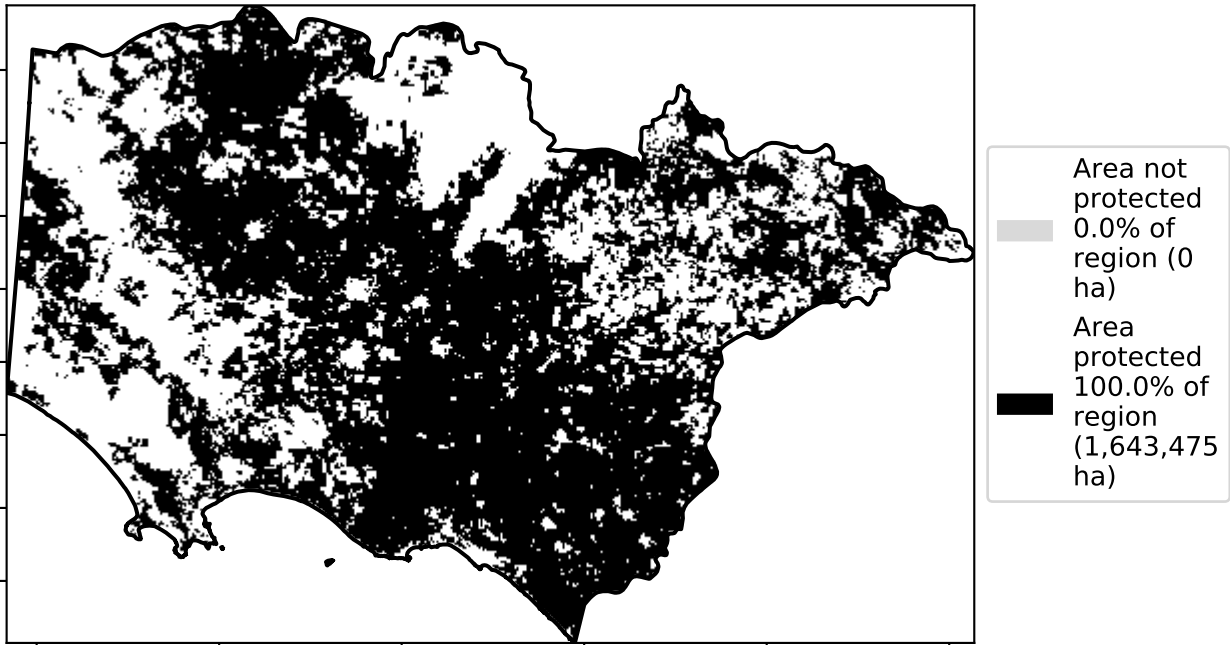 Area not
protected
0.0% of
region (0
ha)
Area
protected
100.0% of
region
(1,643,475
ha)